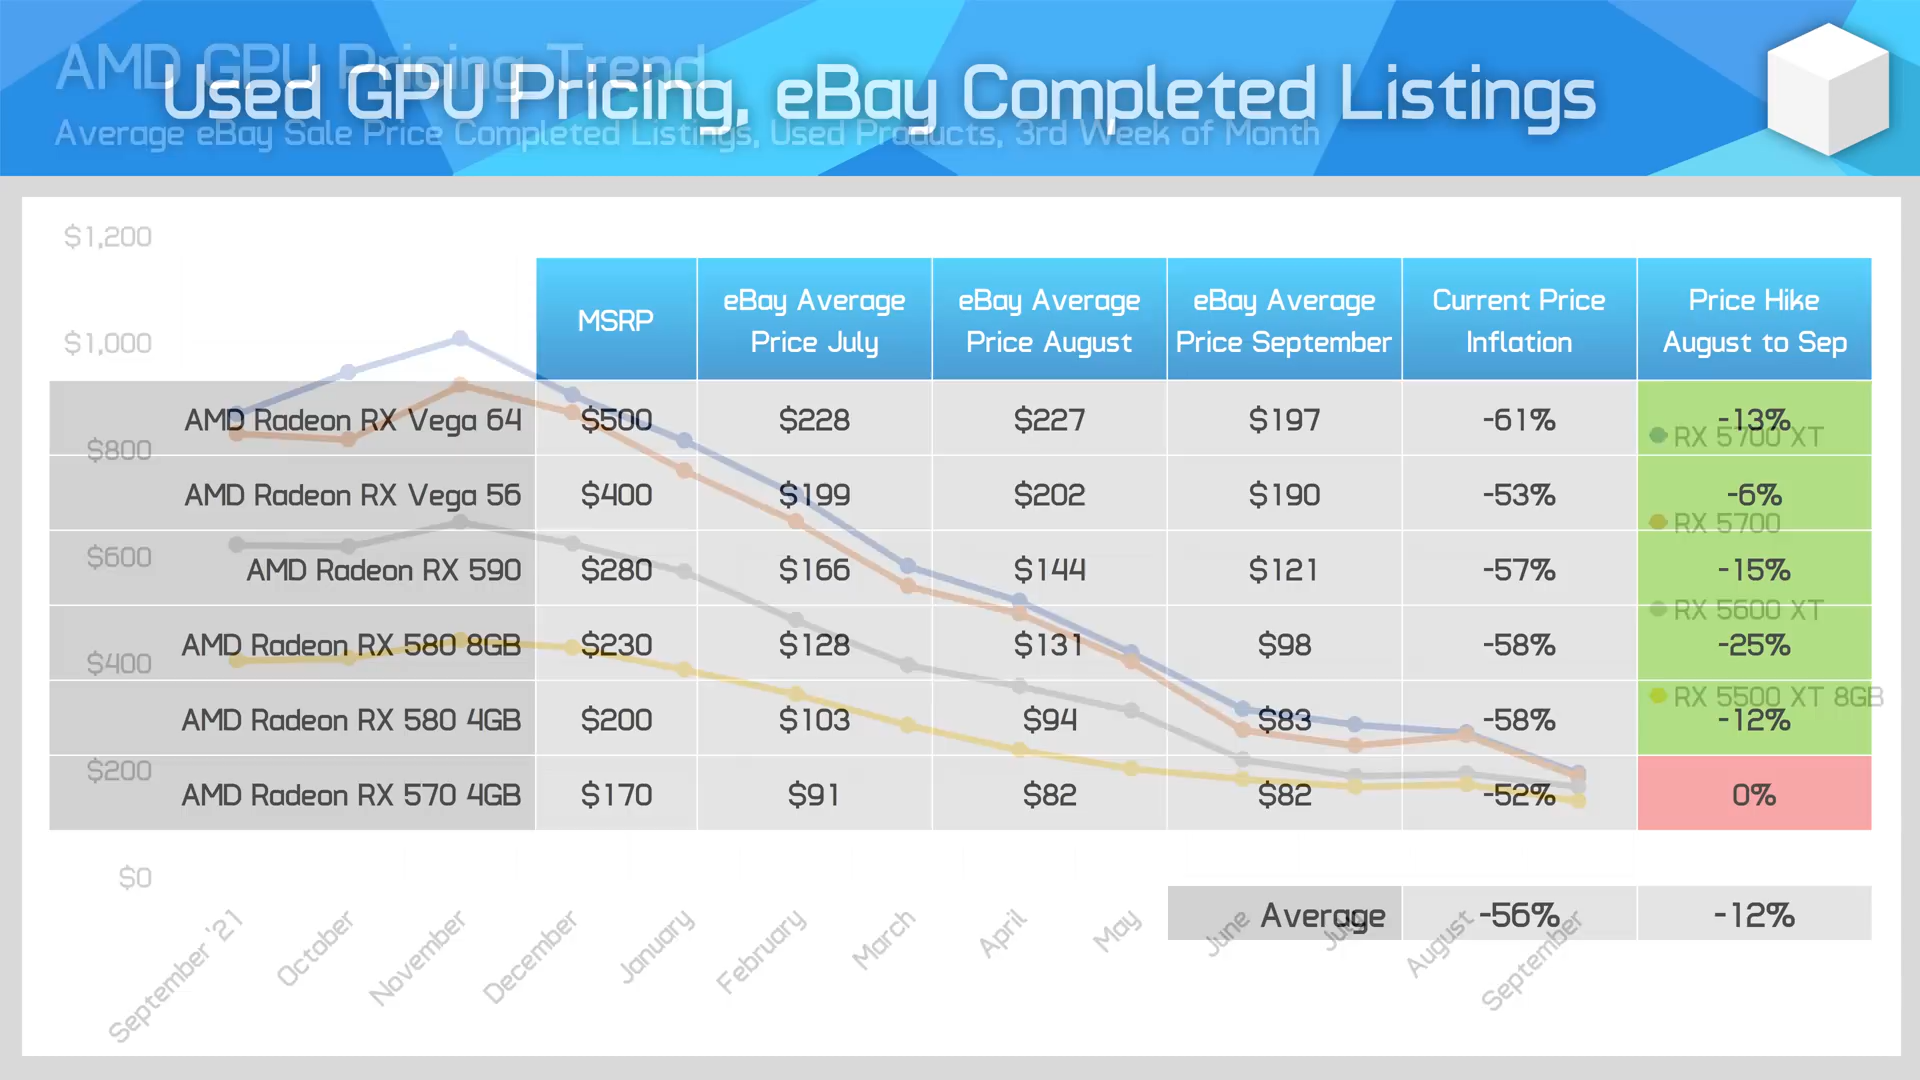 AMD GPU Pricing Trend
Used GPU Pricing, eBay Completed Listings
Average eBay Sale Price Completed Listings, Used Products, 3rd Week of Month
MSRP
eBay Average
Price July
eBay Average
Price August
eBay Average
Price September
Current Price
Inflation
Price Hike
August to Sep
AMD Radeon RX Vega 64 $500 $228 $227 $197 -61% -13%
AMD Radeon RX Vega 56 $400 $199 $202 $190 -53% -6%
AMD Radeon RX 590 $280 $166 $144 $121 -57% -15%
AMD Radeon RX 580 8GB $230 $128 $131 $98 -58% -25%
AMD Radeon RX 580 4GB $200 $103 $94 $83 -58% -12%
AMD Radeon RX 570 4GB $170 $91 $82 $82 -52% 0%
Average -56% -12%
$1,200
$1,000
$800
$600
$400
$200
$0
September '21
October
November
December
January
February
March
April
May
June
July
August
September
RX 5700 XT
RX 5700
RX 5600 XT
RX 5500 XT 8GB